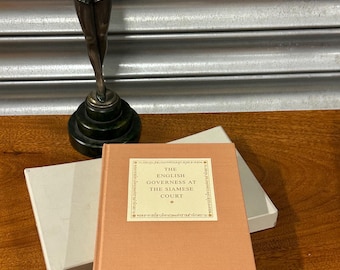 THE
ENGLISH
GOVERNESS AT
THE SIAMESE
COURT